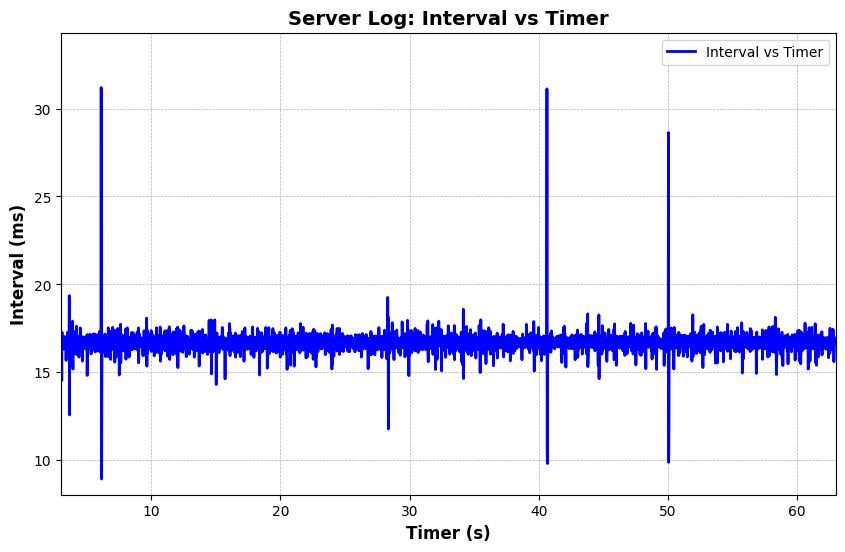 Server Log: Interval vs Timer
Interval vs Timer
30
25
20
15
10
Interval (ms)
10 20 30 40 50 60
Timer (s)